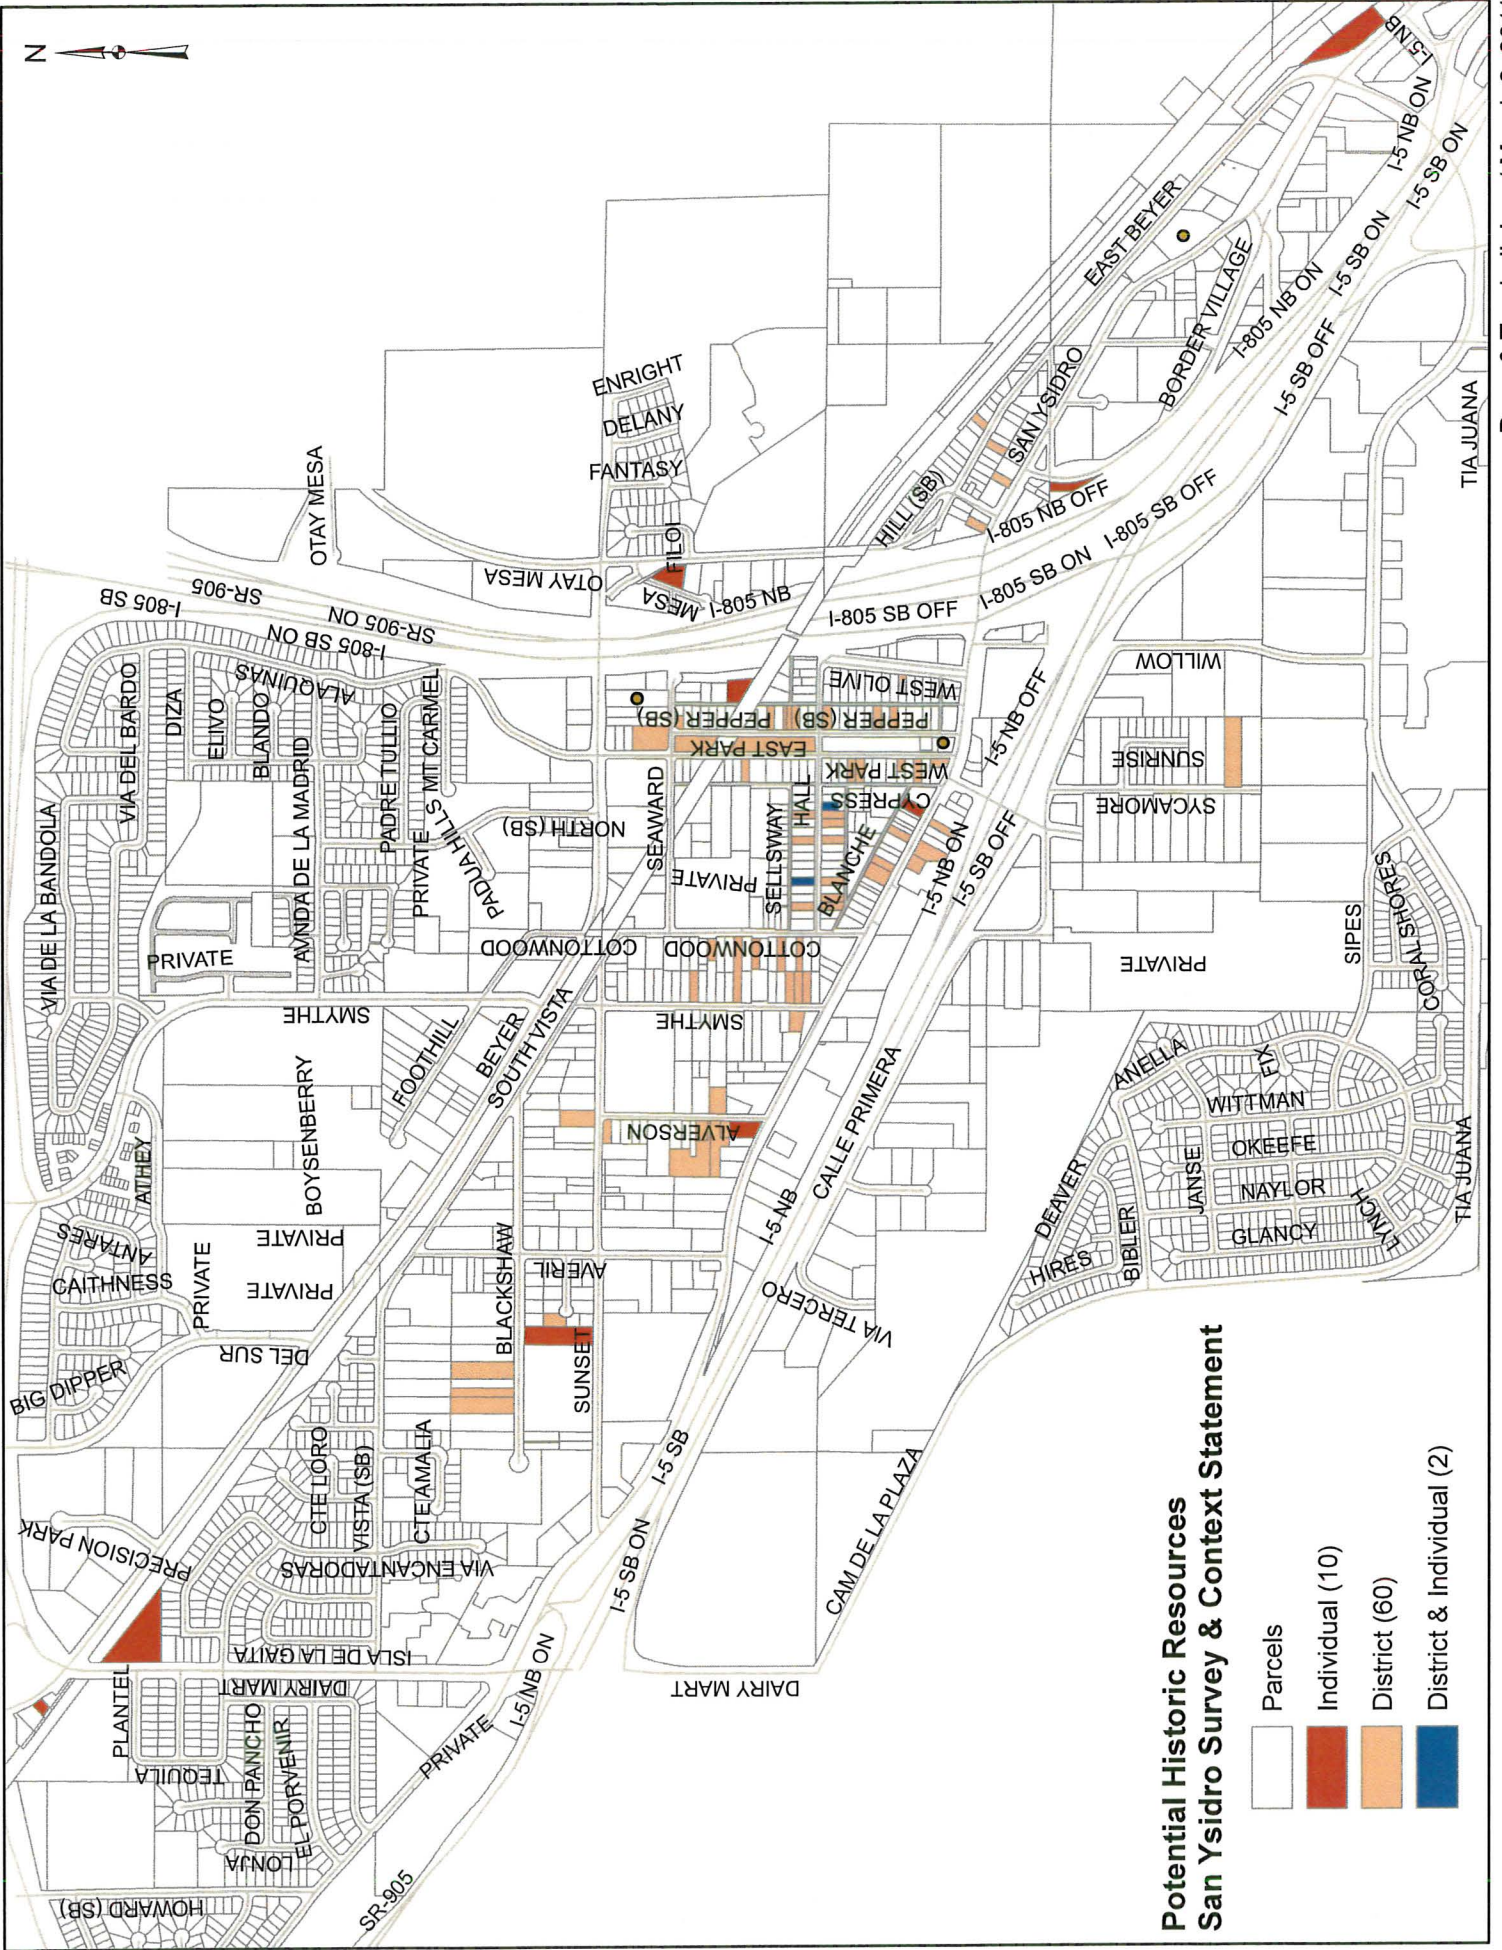 N
OTAY MESA
ENRIGHT
DELANY
FANTASY
FILOI
OTAY MESA
MESA
I-805 NB
I-805 SB
SR-905
SR-905 ON
I-805 SB ON
VIA DE LA BANDOLA
VIA DEL BARDO
DIZA
ELIVO
BLANDO
ALAQUINAS
AVNDA DE LA MADRID
PADRE TULLIO
MT CARMEL
PRIVATE
PADUA HILLS
NORTH (SB)
PRIVATE
SMYTHE
FOOTHILL
BEYER
SOUTH VISTA
BOYSENBERRY
ATHEY
ANTARES
CAITHNESS
PRIVATE
PRIVATE
PRIVATE
BIG DIPPER
DEL SUR
PRECISION PARK
CTE LORO
VISTA (SB)
CTE AMALIA
VIA ENCANTADORAS
ISLA DE LA GAITA
DAIRY MART
PLANTEL
TEQUILA
DON PANCHO
EL PORVENIR
LONJA
HOWARD (SB)
SR-905
PRIVATE
I-5 NB ON
I-5 SB ON
I-5 SB
DAIRY MART
CAM DE LA PLAZA
BLACKSHAW
SUNSET
AVERIL
ALVERSON
SMYTHE
COTTONWOOD
COTTONWOOD
SEAWARD
PRIVATE
SELLSWAY
HALL
BLANCHE
CYPRESS
WEST PARK
EAST PARK
PEPPER (SB)
PEPPER (SB)
PEPPER (SB)
WEST OLIVE
I-805 SB OFF
I-805 SB ON
I-805 SB OFF
I-805 NB OFF
HILL (SB)
SAN YSIDRO
EAST BEYER
BORDER VILLAGE
I-805 NB ON
I-5 SB OFF
I-5 SB ON
I-5 SB ON
I-5 NB ON
I-5 NB
I-5 NB OFF
I-5 NB ON
I-5 SB OFF
I-5 NB
CALLE PRIMERA
VIA TERCERO
WILLOW
SUNRISE
SYCAMORE
PRIVATE
SIPES
CORAL SHORES
TIA JUANA
TIA JUANA
ANELLA
FIX
WITTMAN
OKEEFE
JANSE
NAYLOR
GLANCY
LYNCH
DEAVER
BIBLER
HIRES
Potential Historic Resources
San Ysidro Survey & Context Statement
Parcels
Individual (10)
District (60)
District & Individual (2)